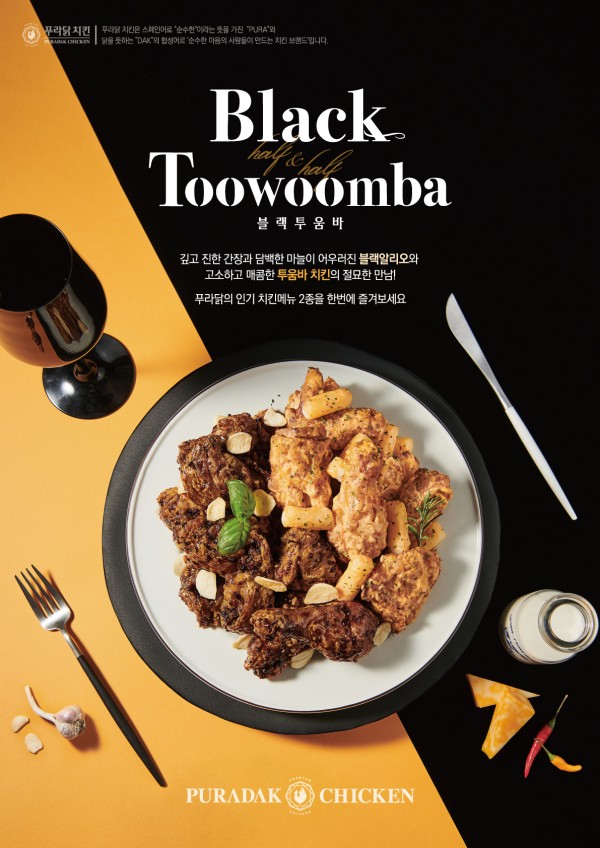 푸라닭 치킨
PURADAK CHICKEN
푸라닭 치킨은 스페인어로 "순수한"이라는 뜻을 가진 "PURA"와
닭을 뜻하는 "DAK"의 합성어로 '순수한 마음의 사람들이 만드는 치킨 브랜드'입니다.
Black
half & half
Toowoomba
블랙투움바
깊고 진한 간장과 담백한 마늘이 어우러진 블랙알리오와
고소하고 매콤한 투움바 치킨의 절묘한 만남!
푸라닭의 인기 치킨메뉴 2종을 한번에 즐겨보세요
PURADAK CHICKEN